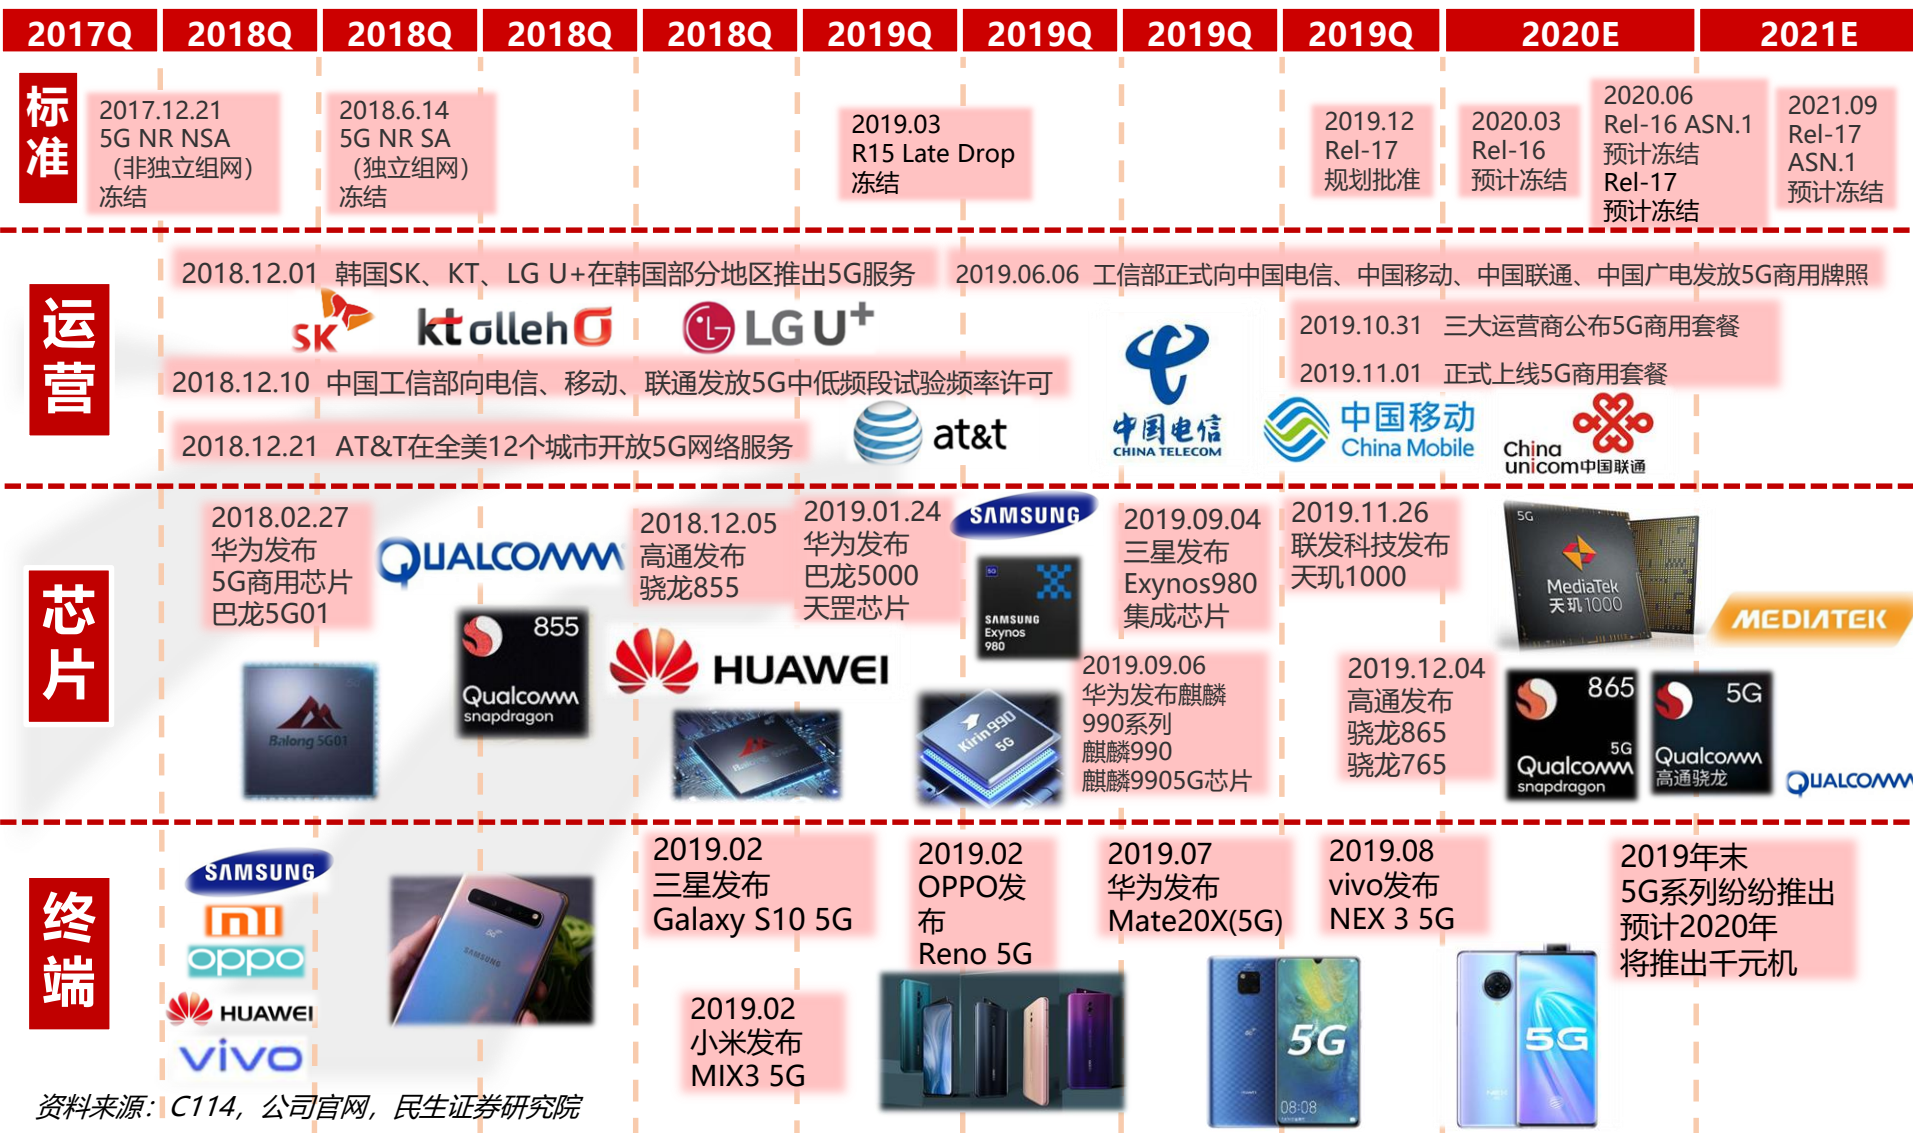 2017Q 2018Q 2018Q 2018Q 2018Q 2019Q 2019Q 2019Q 2019Q 2020E 2021E
标准
2017.12.21
5G NR NSA
（非独立组网）
冻结
2018.6.14
5G NR SA
（独立组网）
冻结
2019.03
R15 Late Drop
冻结
2019.12
Rel-17
规划批准
2020.03
Rel-16
预计冻结
2020.06
Rel-16 ASN.1
预计冻结
Rel-17
预计冻结
2021.09
Rel-17
ASN.1
预计冻结
运营
2018.12.01 韩国SK、KT、LG U+在韩国部分地区推出5G服务
2019.06.06 工信部正式向中国电信、中国移动、中国联通、中国广电发放5G商用牌照
SK
kt olleh
LG U+
2019.10.31 三大运营商公布5G商用套餐
2019.11.01 正式上线5G商用套餐
2018.12.10 中国工信部向电信、移动、联通发放5G中低频段试验频率许可
2018.12.21 AT&T在全美12个城市开放5G网络服务
at&t
中国电信
CHINA TELECOM
中国移动
China Mobile
China
unicom中国联通
芯片
2018.02.27
华为发布
5G商用芯片
巴龙5G01
Balong 5G01
QUALCOMM
855
Qualcomm
snapdragon
2018.12.05
高通发布
骁龙855
HUAWEI
2019.01.24
华为发布
巴龙5000
天罡芯片
SAMSUNG
5G
SAMSUNG
Exynos
980
Kirin 990
5G
2019.09.04
三星发布
Exynos980
集成芯片
2019.09.06
华为发布麒麟
990系列
麒麟990
麒麟9905G芯片
2019.11.26
联发科技发布
天玑1000
5G
MediaTek
天玑1000
MEDIATEK
2019.12.04
高通发布
骁龙865
骁龙765
865
5G
Qualcomm
snapdragon
5G
Qualcomm
高通骁龙
QUALCOMM
终端
SAMSUNG
mi
oppo
HUAWEI
vivo
SAMSUNG
2019.02
三星发布
Galaxy S10 5G
2019.02
小米发布
MIX3 5G
2019.02
OPPO发
布
Reno 5G
2019.07
华为发布
Mate20X(5G)
5G
08:08
2019.08
vivo发布
NEX 3 5G
5G
2019年末
5G系列纷纷推出
预计2020年
将推出千元机
资料来源：C114，公司官网，民生证券研究院